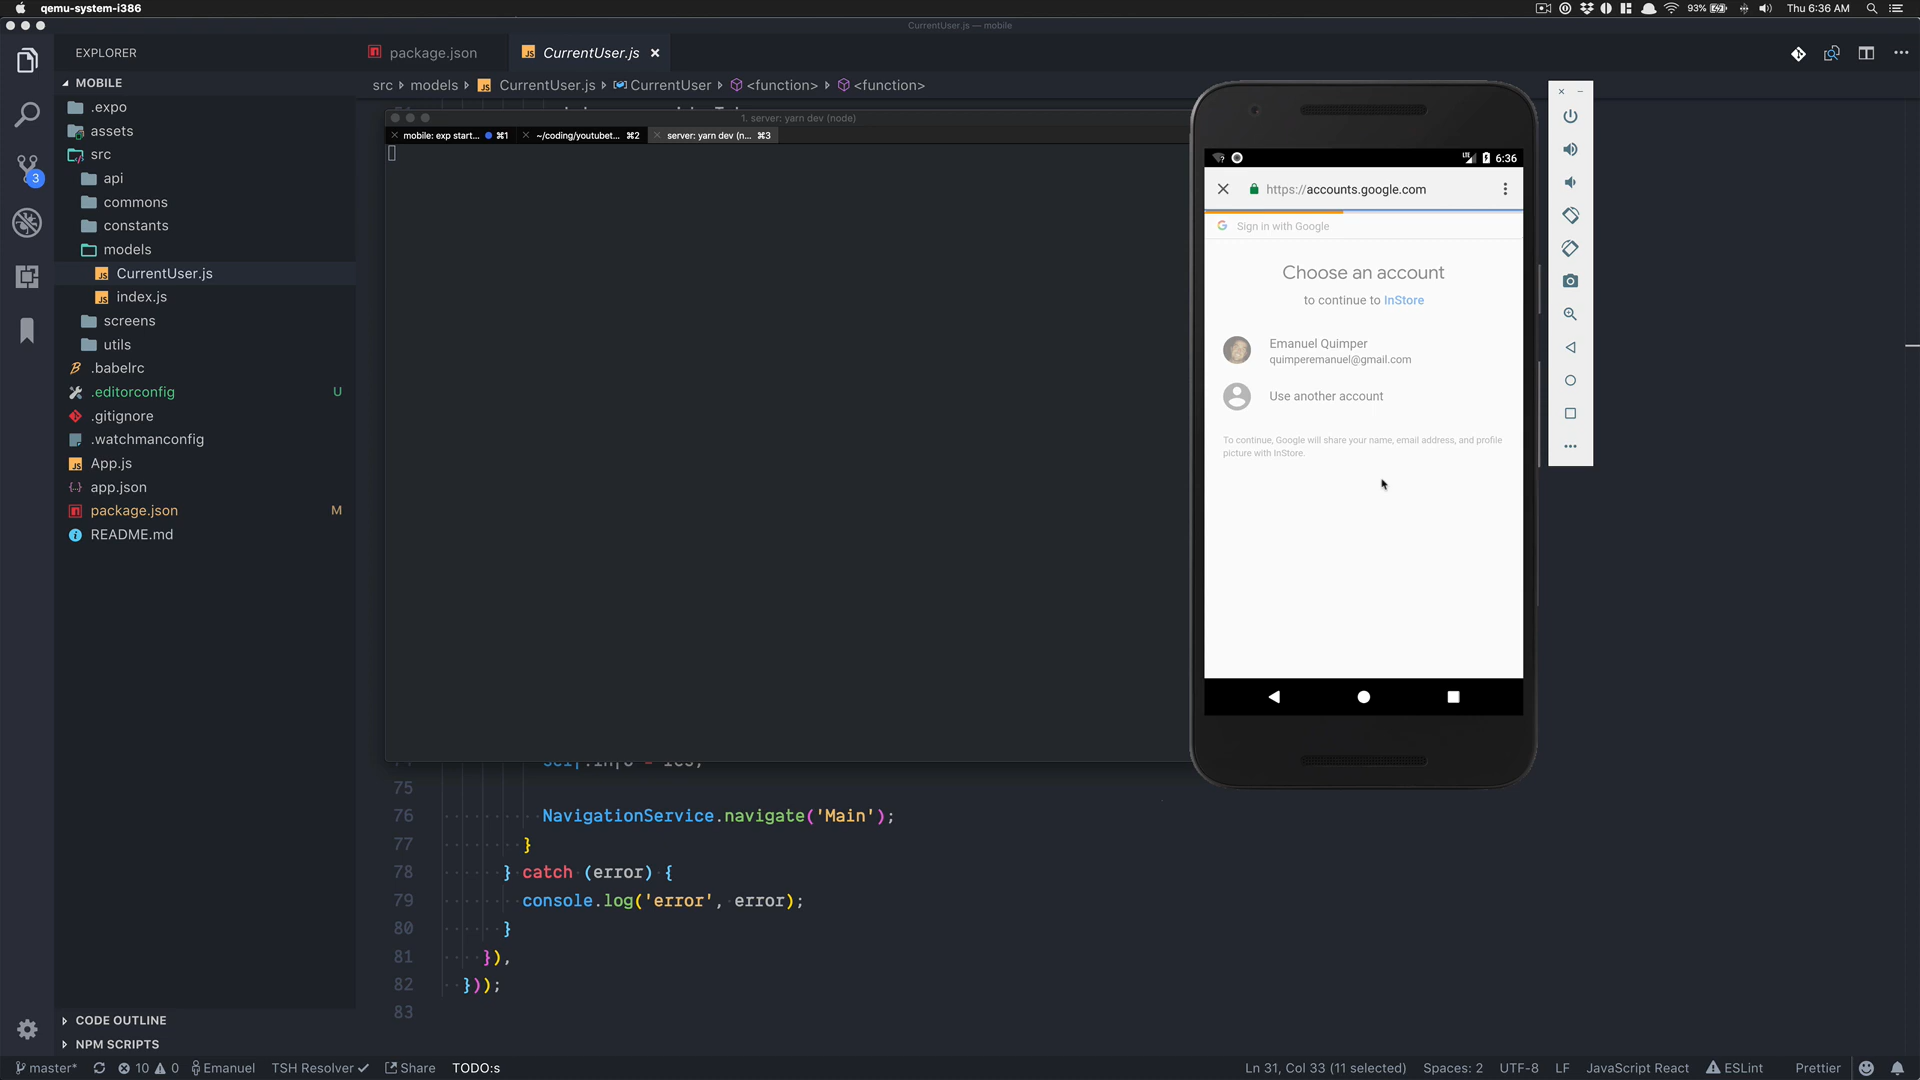 qemu-system-i386
93%
Thu 6:36 AM
CurrentUser.js — mobile
EXPLORER
package.json
CurrentUser.js
MOBILE
src
models
CurrentUser.js
CurrentUser
<function>
<function>
.expo
assets
src
api
commons
constants
models
CurrentUser.js
index.js
screens
utils
.babelrc
.editorconfig U
.gitignore
.watchmanconfig
App.js
app.json
package.json M
README.md
3
CODE OUTLINE
NPM SCRIPTS
1. server: yarn dev (node)
mobile: exp start... ⌘1
~/coding/youtubet... ⌘2
server: yarn dev (n... ⌘3
75
76 NavigationService.navigate('Main');
77 }
78 } catch (error) {
79 console.log('error', error);
80 }
81 }),
82 }));
83
LTE
6:36
https://accounts.google.com
Sign in with Google
Choose an account
to continue to InStore
Emanuel Quimper
quimperemanuel@gmail.com
Use another account
To continue, Google will share your name, email address, and profile
picture with InStore.
master* 10 0 Emanuel TSH Resolver Share TODO:s
Ln 31, Col 33 (11 selected) Spaces: 2 UTF-8 LF JavaScript React ESLint Prettier